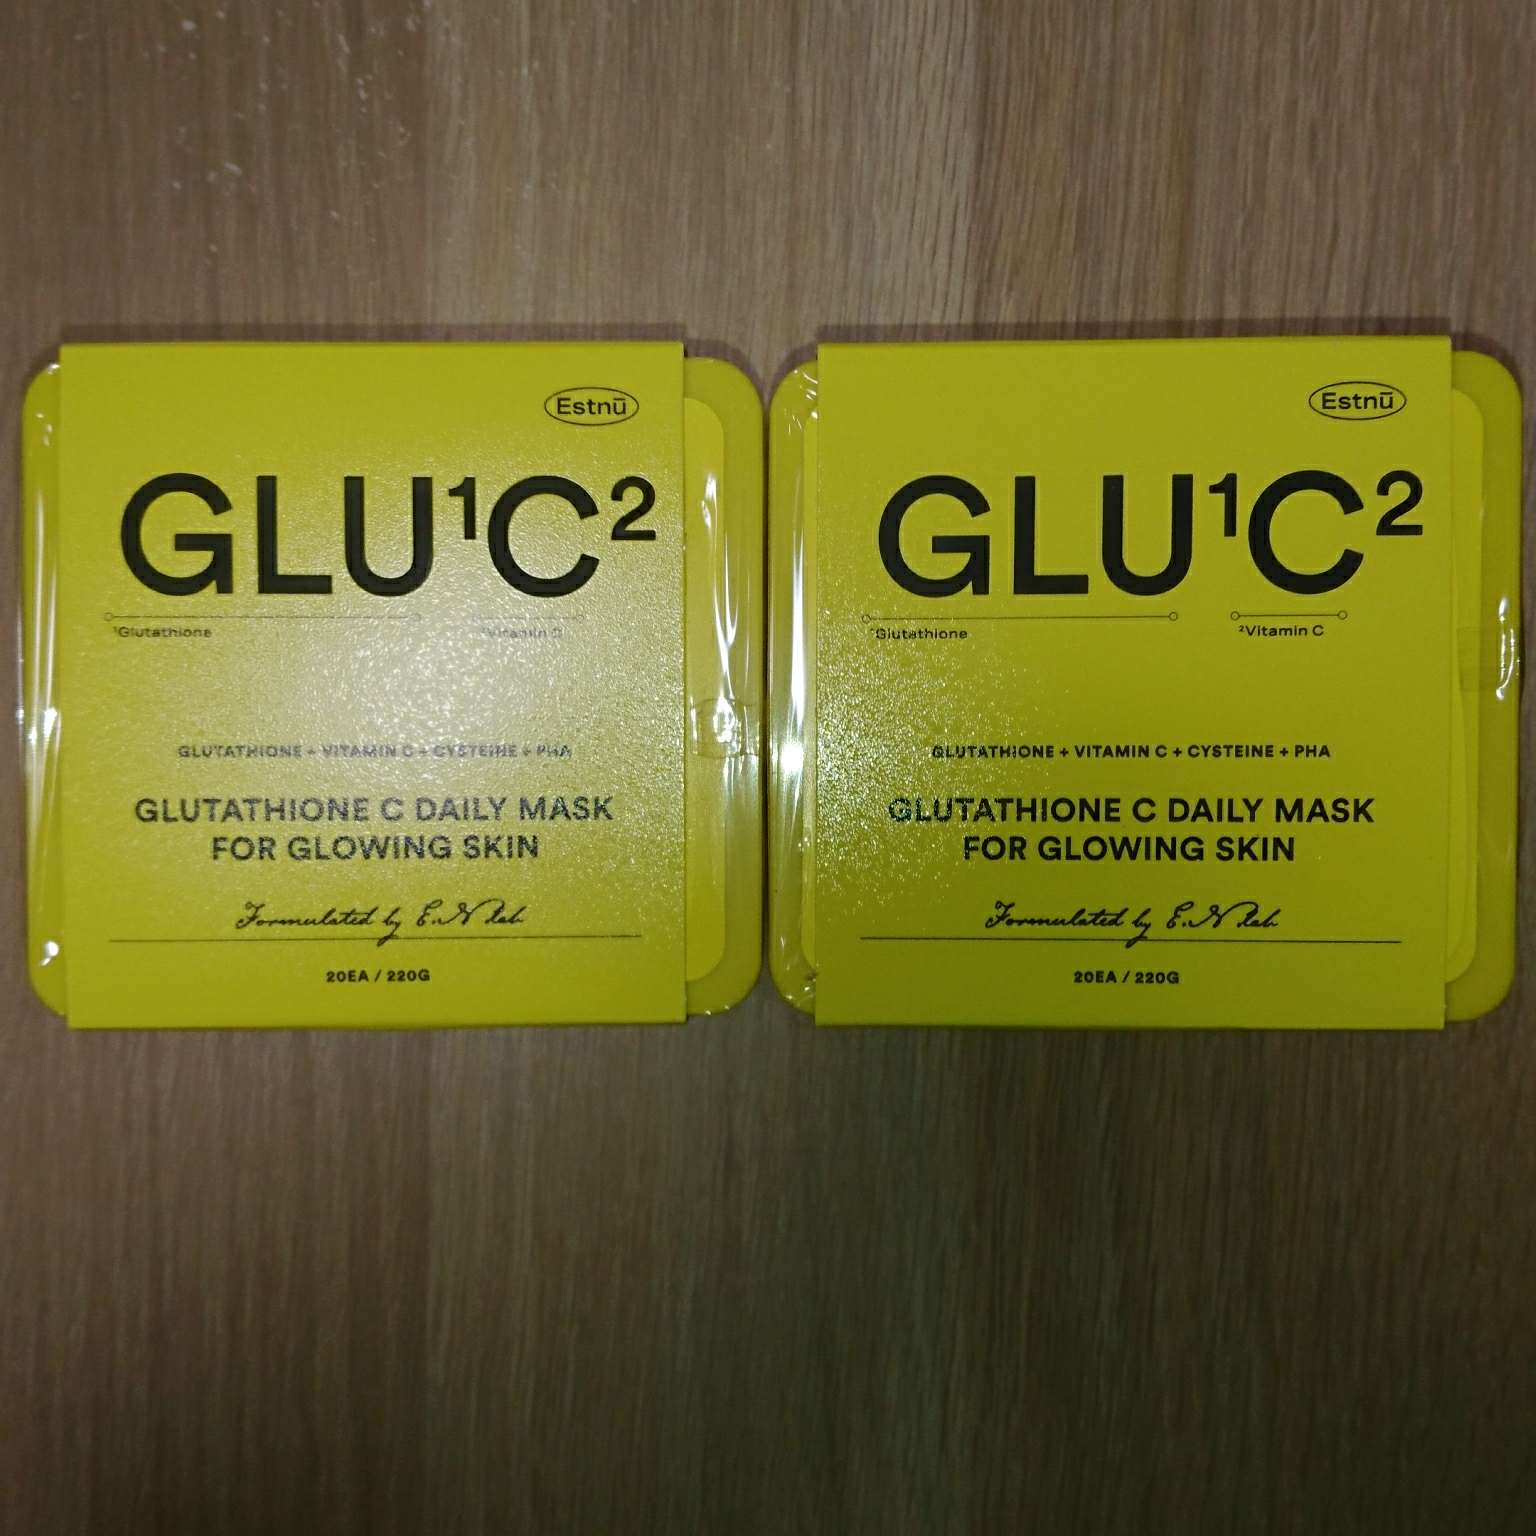 Estnū
GLU¹C²
¹Glutathione ²Vitamin C
GLUTATHIONE + VITAMIN C + CYSTEINE + PHA
GLUTATHIONE C DAILY MASK
FOR GLOWING SKIN
Formulated by E.N lab
20EA / 220G
Estnū
GLU¹C²
¹Glutathione ²Vitamin C
GLUTATHIONE + VITAMIN C + CYSTEINE + PHA
GLUTATHIONE C DAILY MASK
FOR GLOWING SKIN
Formulated by E.N lab
20EA / 220G